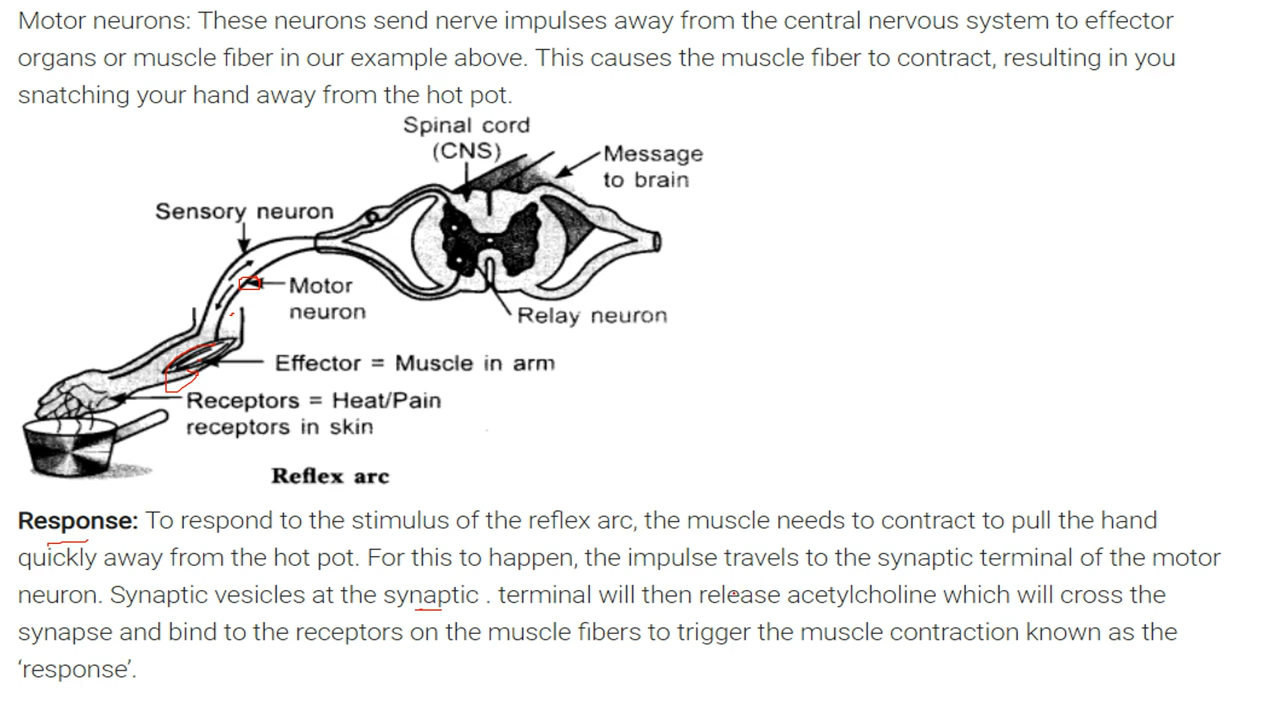 Motor neurons: These neurons send nerve impulses away from the central nervous system to effector
organs or muscle fiber in our example above. This causes the muscle fiber to contract, resulting in you
snatching your hand away from the hot pot.
Spinal cord
(CNS)
Message
to brain
Sensory neuron
Motor
neuron
Relay neuron
Effector = Muscle in arm
Receptors = Heat/Pain
receptors in skin
Reflex arc
Response: To respond to the stimulus of the reflex arc, the muscle needs to contract to pull the hand
quickly away from the hot pot. For this to happen, the impulse travels to the synaptic terminal of the motor
neuron. Synaptic vesicles at the synaptic . terminal will then release acetylcholine which will cross the
synapse and bind to the receptors on the muscle fibers to trigger the muscle contraction known as the
‘response’.